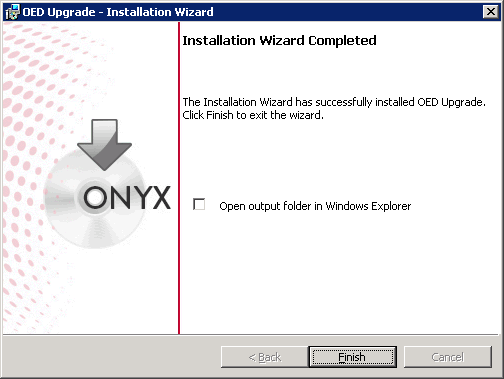 OED Upgrade - Installation Wizard
Installation Wizard Completed
The Installation Wizard has successfully installed OED Upgrade.
Click Finish to exit the wizard.
ONYX
Open output folder in Windows Explorer
< Back
Finish
Cancel